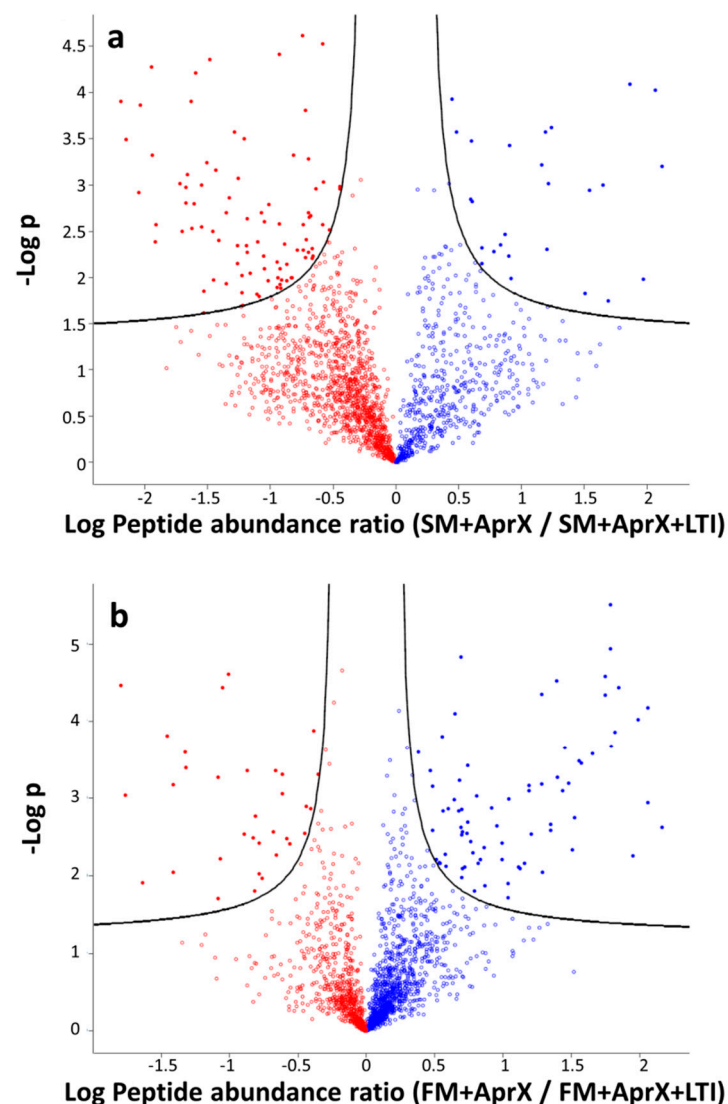 a
4.5
4
3.5
3
2.5
2
1.5
1
0.5
0
-Log p
-2 -1.5 -1 -0.5 0 0.5 1 1.5 2
Log Peptide abundance ratio (SM+AprX / SM+AprX+LTI)
b
5
4
3
2
1
0
-Log p
-1.5 -1 -0.5 0 0.5 1 1.5 2
Log Peptide abundance ratio (FM+AprX / FM+AprX+LTI)